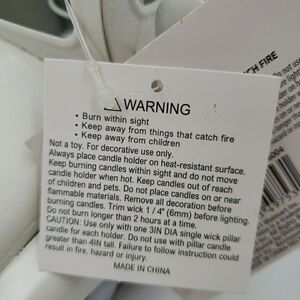 ⚠WARNING
• Burn within sight
• Keep away from things that catch fire
• Keep away from children
Not a toy. For decorative use only.
Always place candle holder on heat-resistant surface.
Keep burning candles within sight and do not move
candle holder when hot. Keep candles out of reach
of children and pets. Do not place candles on or near
flammable materials. Remove all decoration before
burning candles. Trim wick 1 / 4" (6mm) before lighting.
Do not burn longer than 2 hours at a time.
CAUTION: Use only with one 3IN DIA single wick pillar
candle for each holder. Do not use with pillar candle
greater than 4IN tall. Failure to follow instruction could
result in fire, hazard or injury.
MADE IN CHINA
CH FIRE